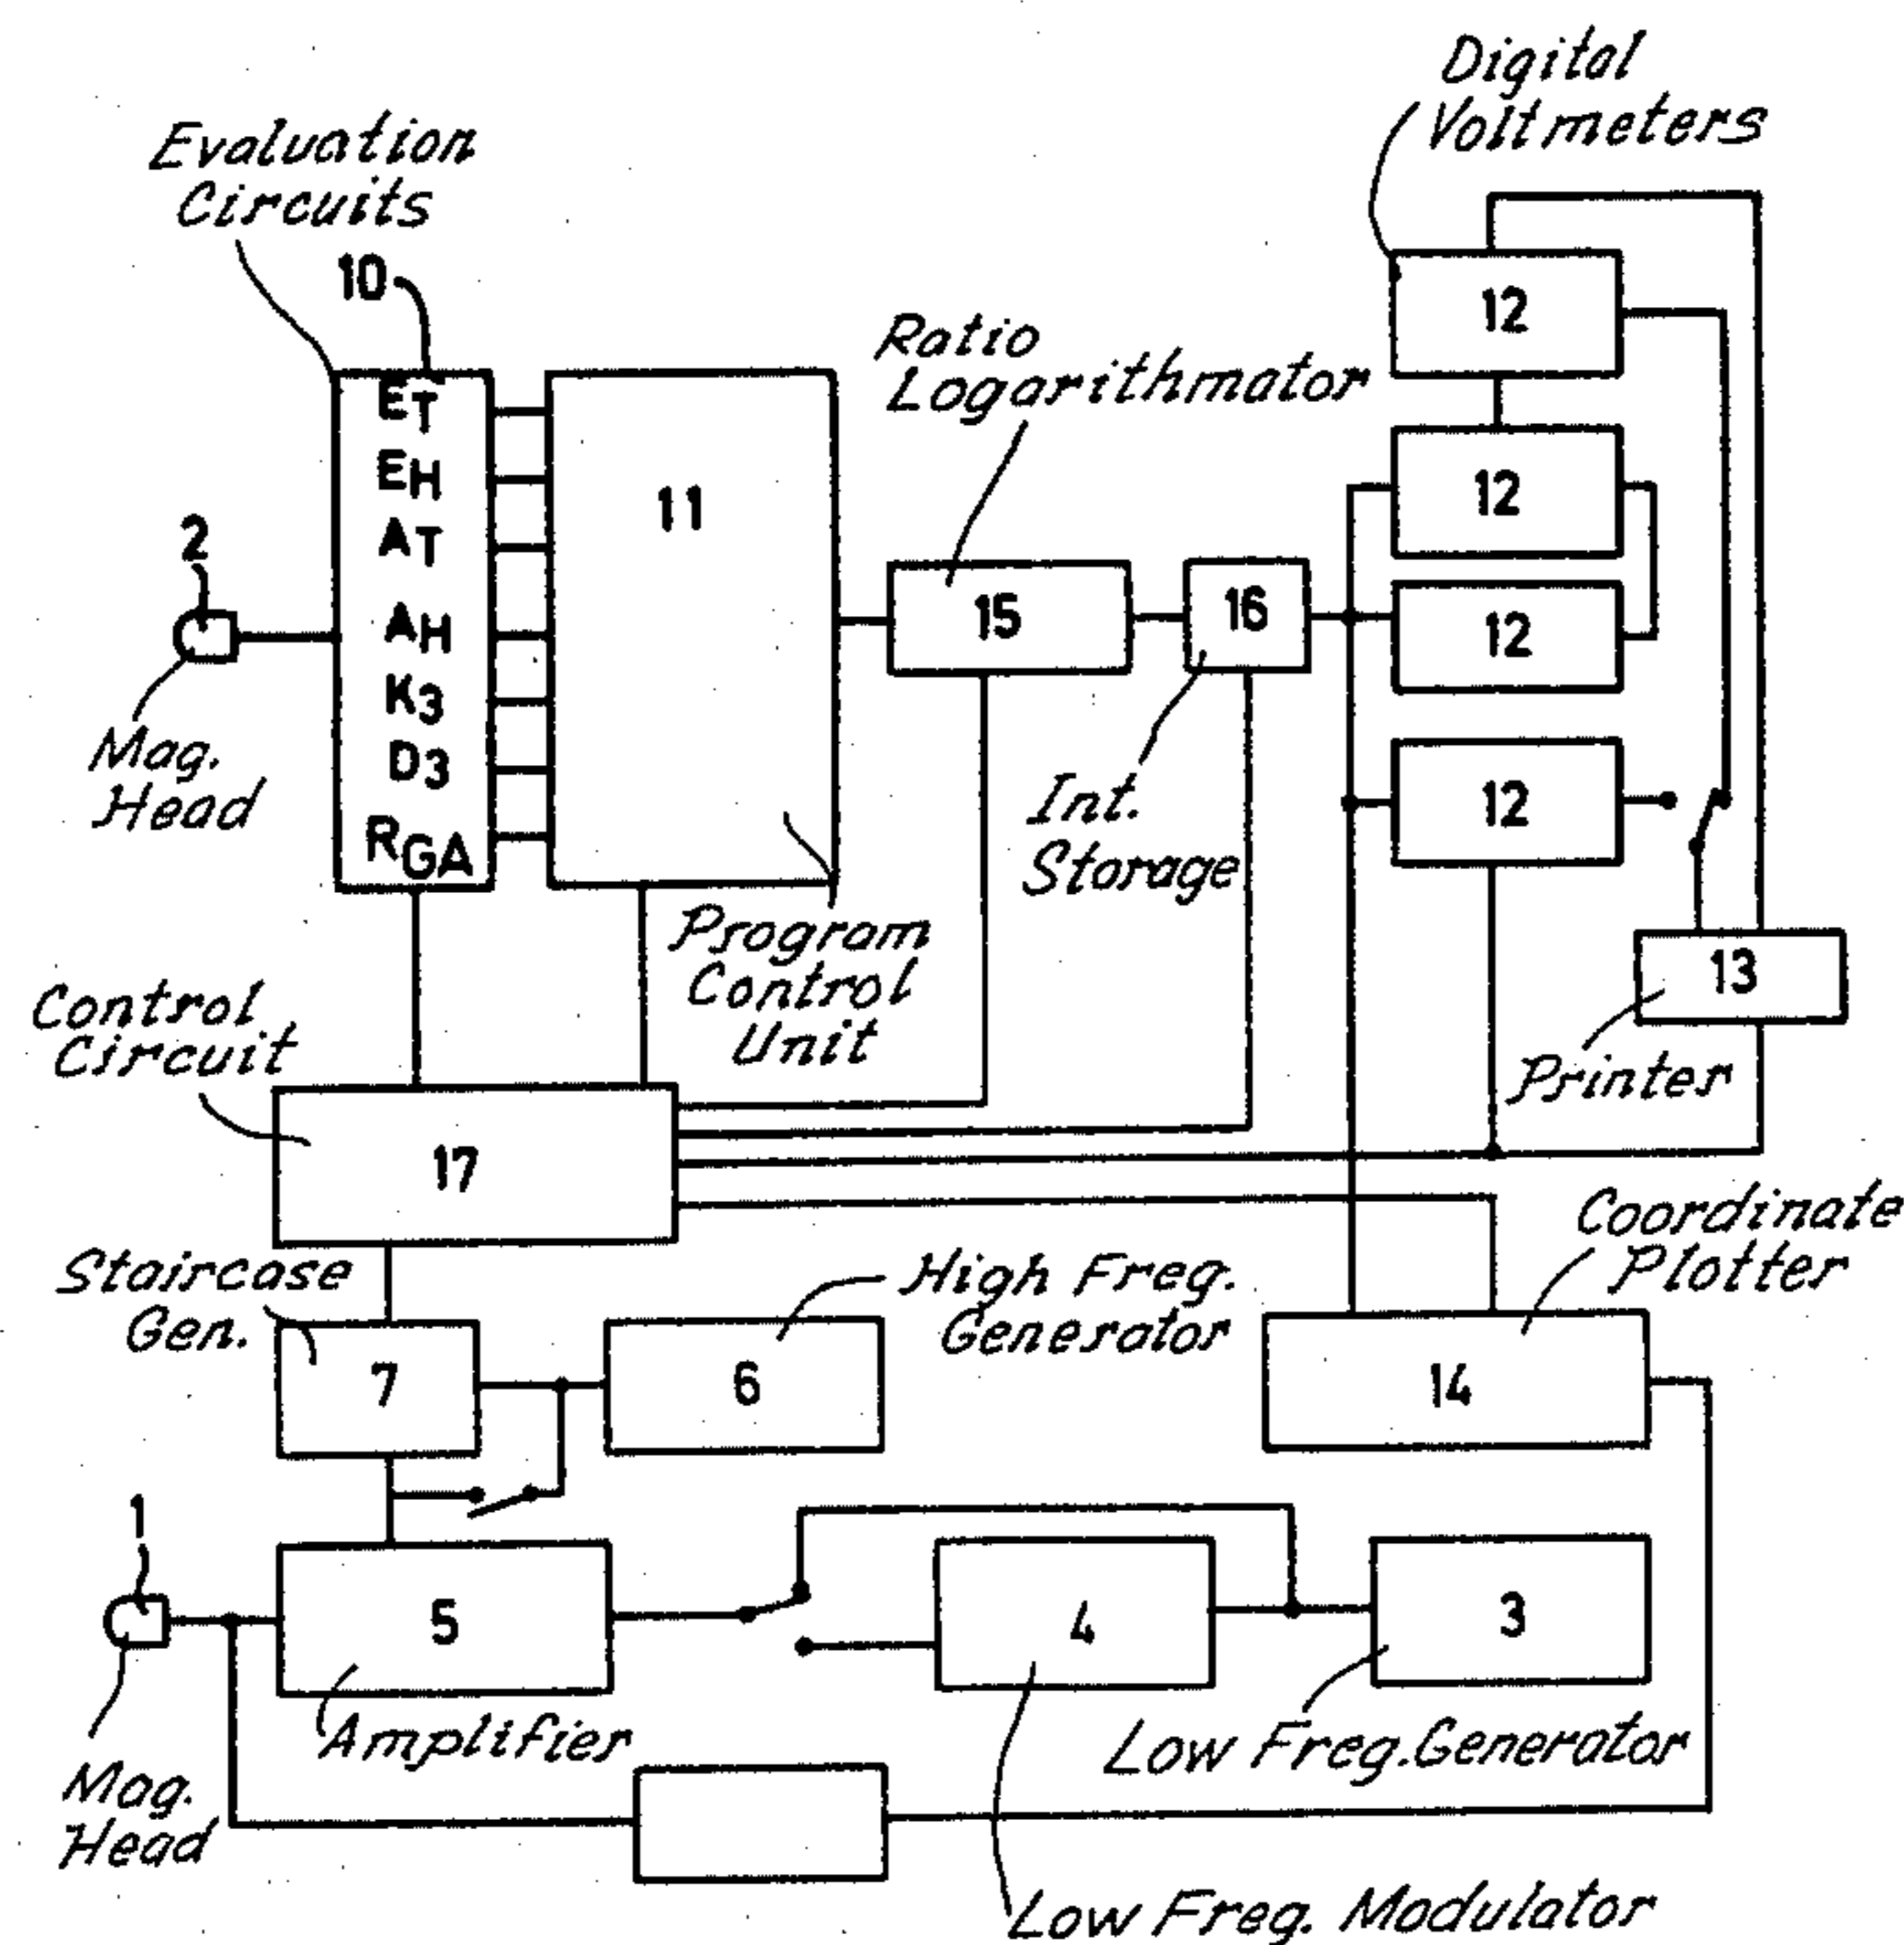 Digital
Voltmeters
Evaluation
Circuits
10
12
Ratio
Logarithmator
ET
EH
AT
AH
K3
D3
RGA
11
12
2
15
16
12
Mag.
Head
Int.
Storage
12
Program
Control
Unit
13
Control
Circuit
Printer
17
Coordinate
Plotter
Staircase
Gen.
High Freq.
Generator
7
6
14
1
5
4
3
Amplifier
Low Freq. Generator
Mag.
Head
Low Freq. Modulator